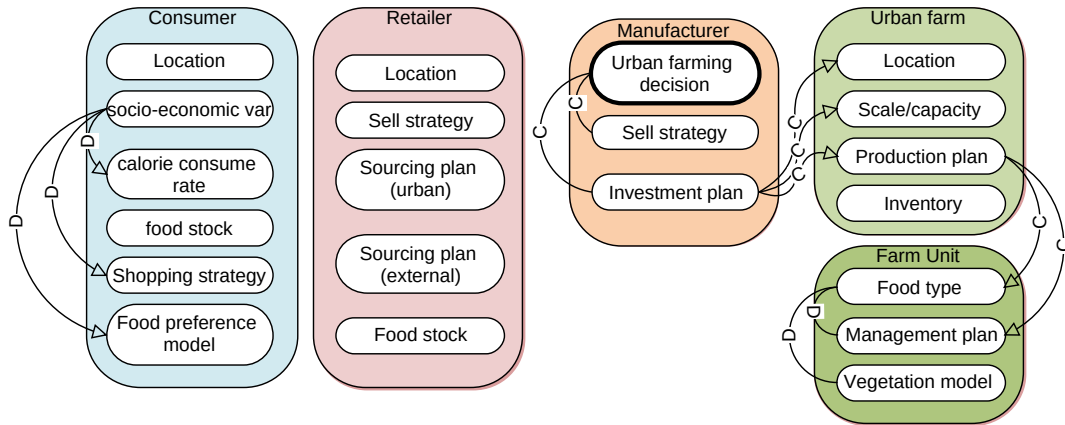 Consumer
Location
socio-economic var
calorie consume
rate
food stock
Shopping strategy
Food preference
model
D
D
D
Retailer
Location
Sell strategy
Sourcing plan
(urban)
Sourcing plan
(external)
Food stock
Manufacturer
Urban farming
decision
Sell strategy
Investment plan
C
C
C
C
C
Urban farm
Location
Scale/capacity
Production plan
Inventory
C
C
Farm Unit
Food type
Management plan
Vegetation model
D
D